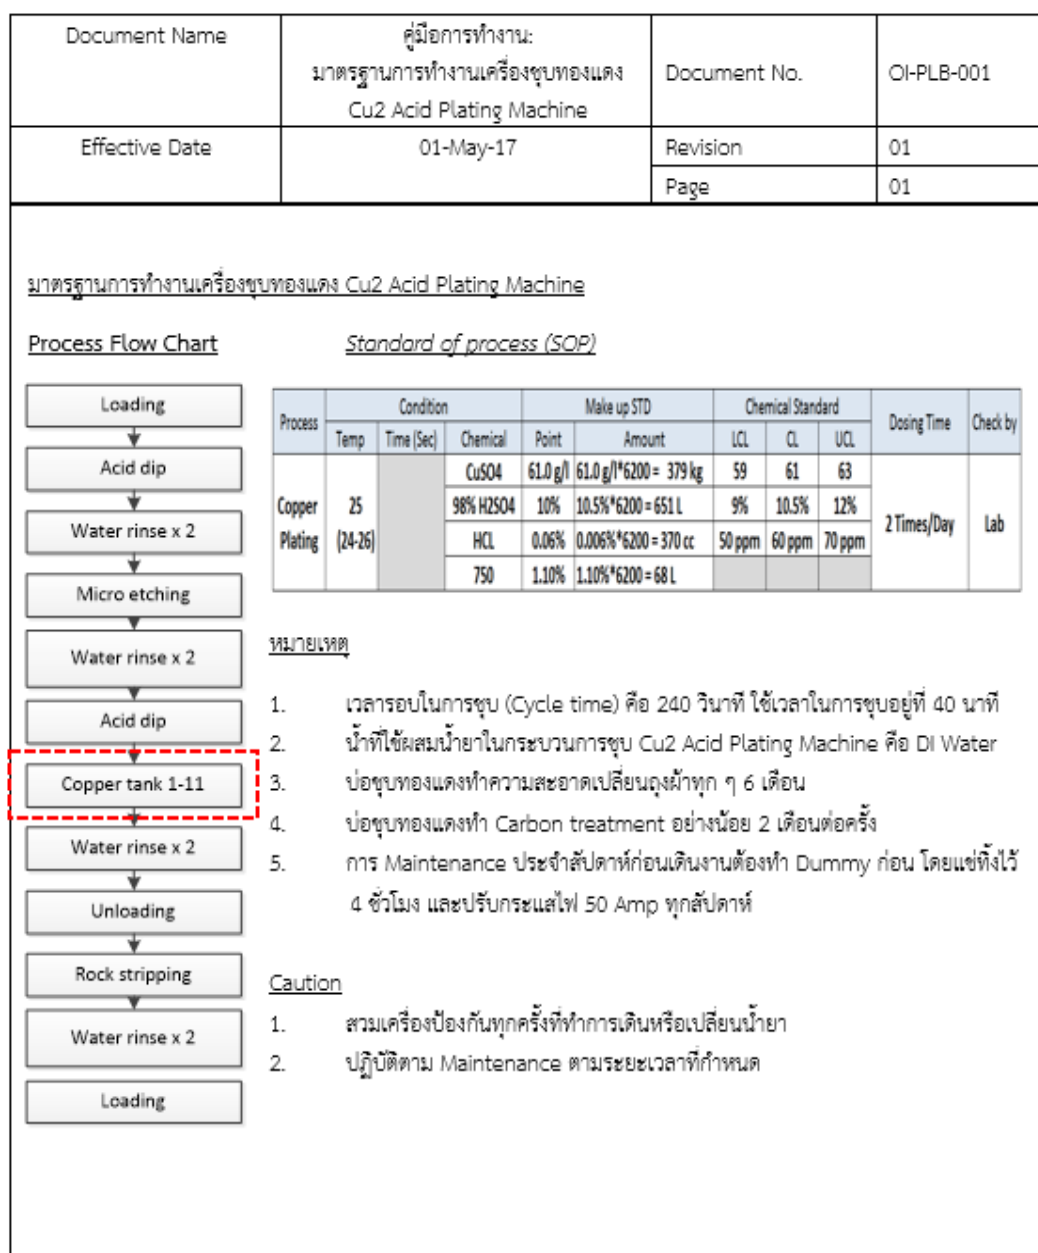 Document Name
คู่มือการทำงาน:
มาตรฐานการทำงานเครื่องชุบทองแดง
Cu2 Acid Plating Machine
Document No.
OI-PLB-001
Effective Date
01-May-17
Revision
01
Page
01
มาตรฐานการทำงานเครื่องชุบทองแดง Cu2 Acid Plating Machine
Process Flow Chart
Standard of process (SOP)
Loading
Acid dip
Water rinse x 2
Micro etching
Water rinse x 2
Acid dip
Copper tank 1-11
Water rinse x 2
Unloading
Rock stripping
Water rinse x 2
Loading
Process Condition Make up STD Chemical Standard Dosing Time Check by
Temp Time (Sec) Chemical Point Amount LCL CL UCL
Copper Plating 25 (24-26) 2 Times/Day Lab
CuSO4 61.0 g/l 61.0 g/l*6200 = 379 kg 59 61 63
98% H2SO4 10% 10.5%*6200 = 651 L 9% 10.5% 12%
HCL 0.06% 0.006%*6200 = 370 cc 50 ppm 60 ppm 70 ppm
750 1.10% 1.10%*6200 = 68 L
หมายเหตุ
1. เวลารอบในการชุบ (Cycle time) คือ 240 วินาที ใช้เวลาในการชุบอยู่ที่ 40 นาที
2. น้ำที่ใช้ผสมน้ำยาในกระบวนการชุบ Cu2 Acid Plating Machine คือ DI Water
3. บ่อชุบทองแดงทำความสะอาดเปลี่ยนถุงผ้าทุก ๆ 6 เดือน
4. บ่อชุบทองแดงทำ Carbon treatment อย่างน้อย 2 เดือนต่อครั้ง
5. การ Maintenance ประจำสัปดาห์ก่อนเดินงานต้องทำ Dummy ก่อน โดยแช่ทิ้งไว้
4 ชั่วโมง และปรับกระแสไฟ 50 Amp ทุกสัปดาห์
Caution
1. สวมเครื่องป้องกันทุกครั้งที่ทำการเดินหรือเปลี่ยนน้ำยา
2. ปฏิบัติตาม Maintenance ตามระยะเวลาที่กำหนด